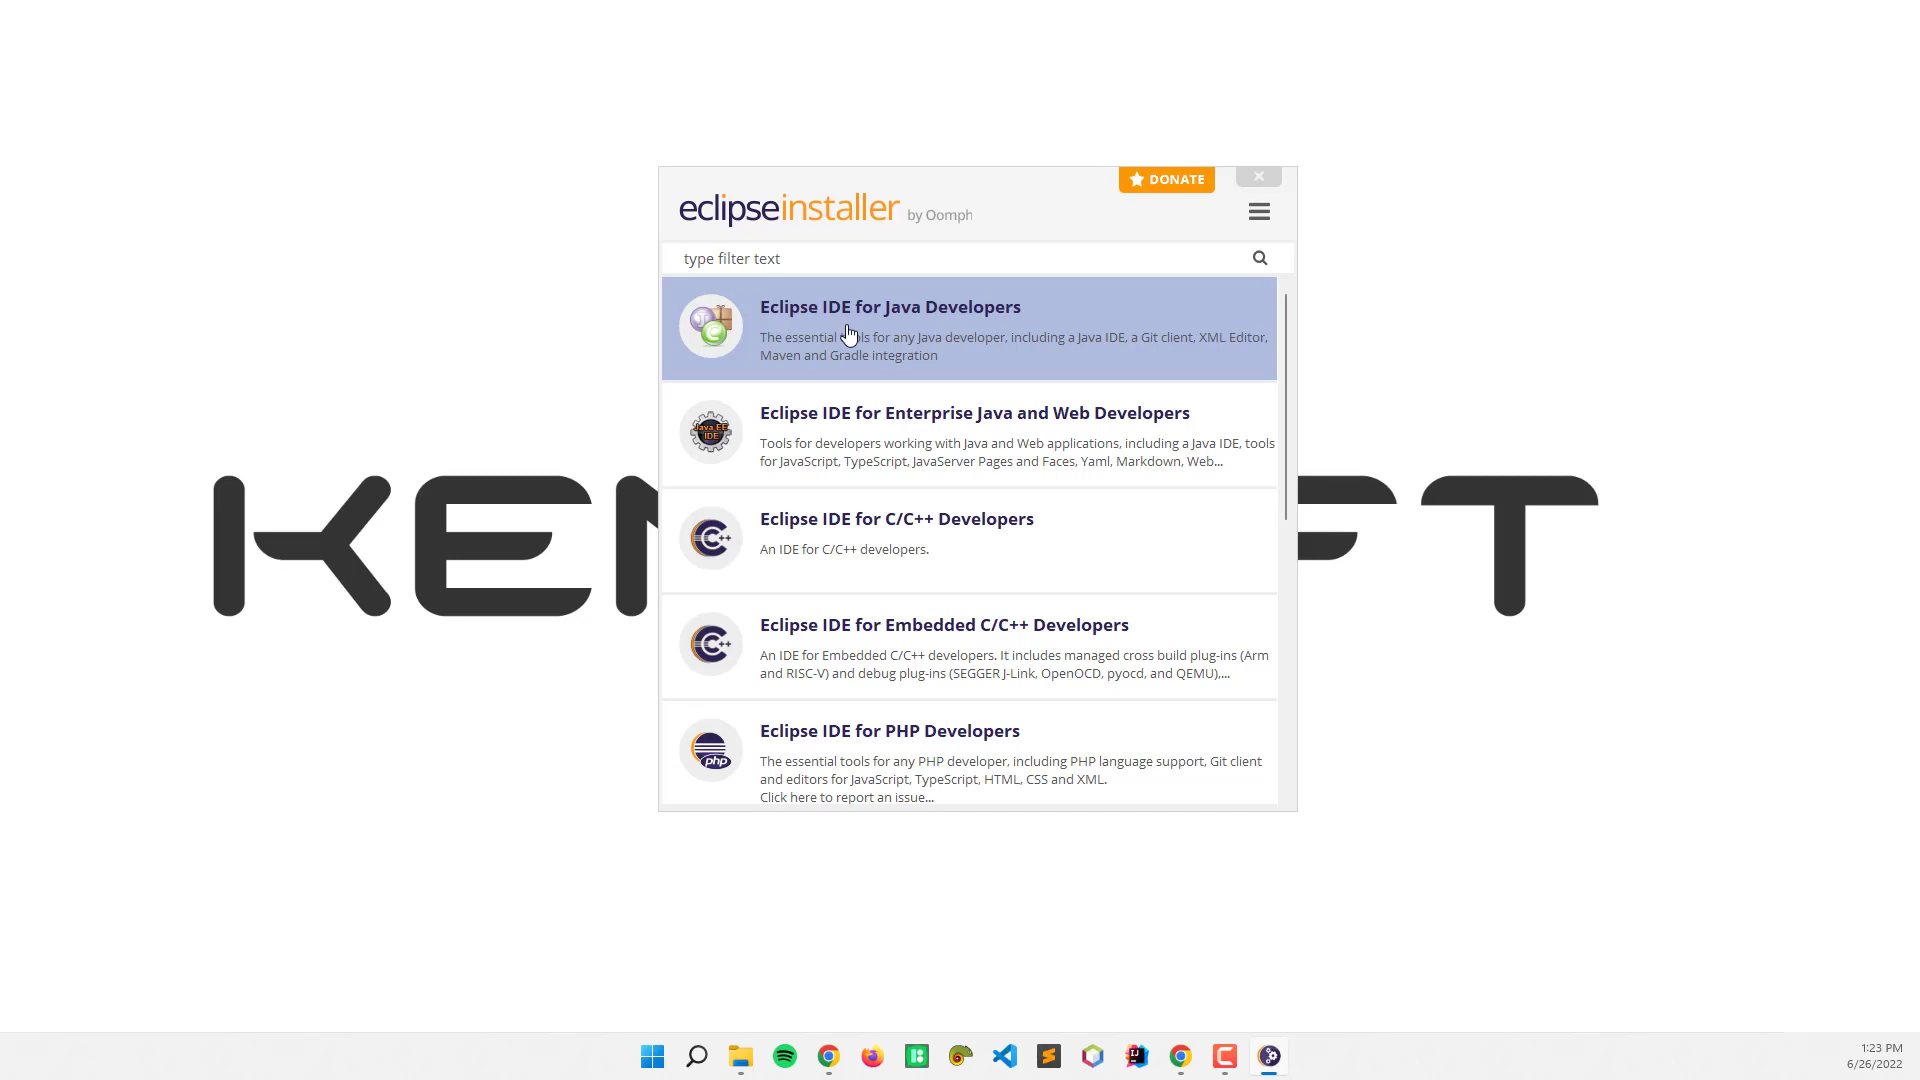 DONATE
eclipseinstaller by Oomph
type filter text
Eclipse IDE for Java Developers
The essential tools for any Java developer, including a Java IDE, a Git client, XML Editor,
Maven and Gradle integration
Java EE
IDE
Eclipse IDE for Enterprise Java and Web Developers
Tools for developers working with Java and Web applications, including a Java IDE, tools
for JavaScript, TypeScript, JavaServer Pages and Faces, Yaml, Markdown, Web...
C++
Eclipse IDE for C/C++ Developers
An IDE for C/C++ developers.
C++
Eclipse IDE for Embedded C/C++ Developers
An IDE for Embedded C/C++ developers. It includes managed cross build plug-ins (Arm
and RISC-V) and debug plug-ins (SEGGER J-Link, OpenOCD, pyocd, and QEMU),...
php
Eclipse IDE for PHP Developers
The essential tools for any PHP developer, including PHP language support, Git client
and editors for JavaScript, TypeScript, HTML, CSS and XML.
Click here to report an issue...
1:23 PM
6/26/2022